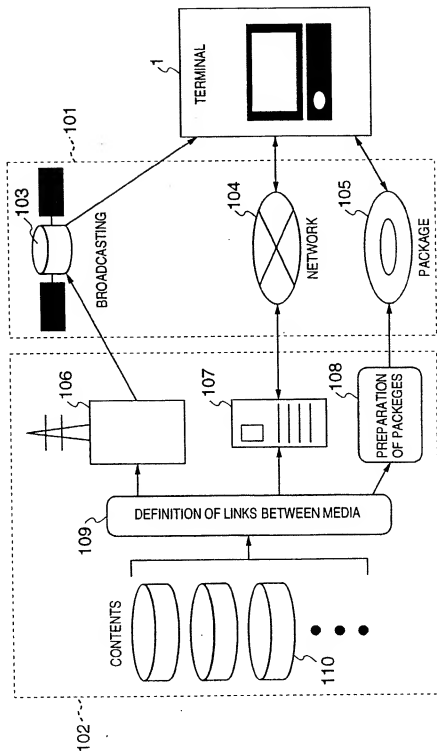 102
CONTENTS
110
109
DEFINITION OF LINKS BETWEEN MEDIA
106
107
108
PREPARATION
OF PACKEGES
101
103
BROADCASTING
104
NETWORK
105
PACKAGE
1
TERMINAL